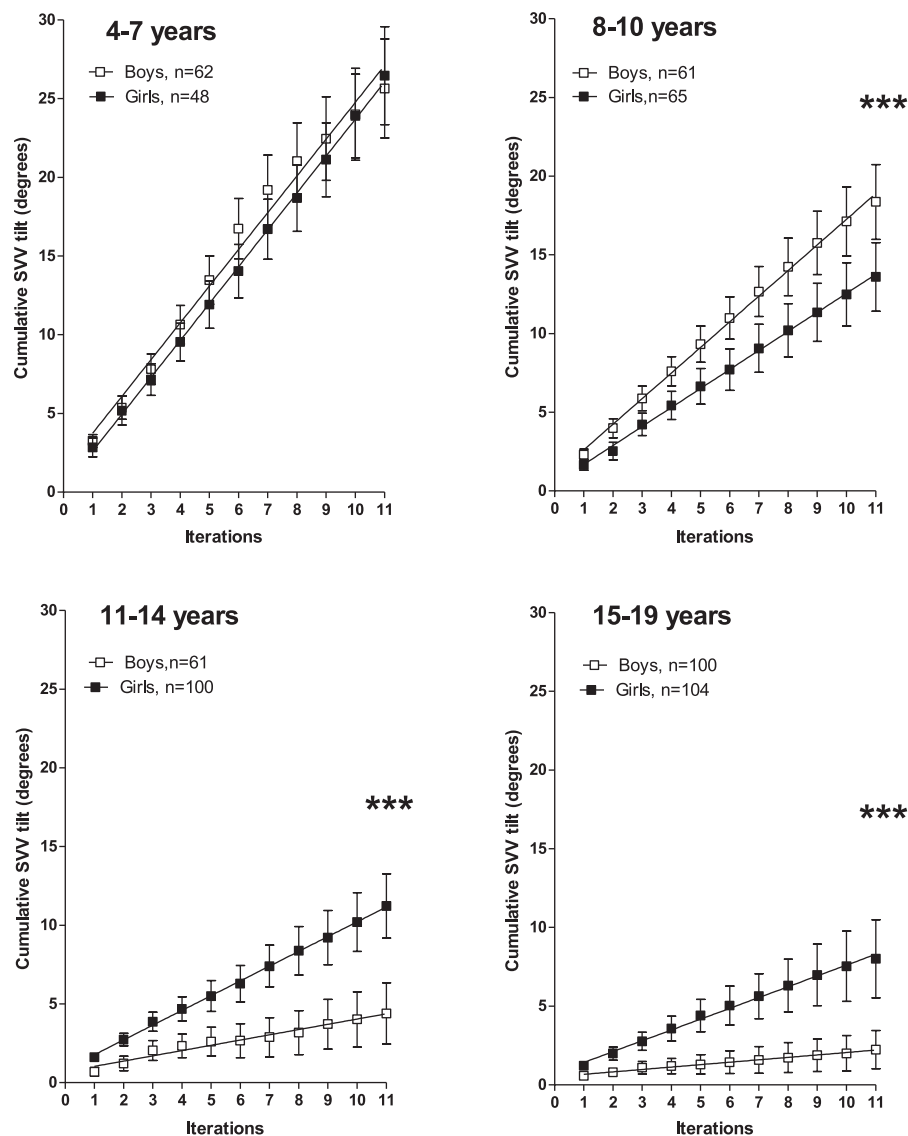 4-7 years
Boys, n=62
Girls, n=48
Cumulative SVV tilt (degrees)
30
25
20
15
10
5
0
0 1 2 3 4 5 6 7 8 9 10 11
Iterations
8-10 years
Boys, n=61
Girls,n=65
***
Cumulative SVV tilt (degrees)
30
25
20
15
10
5
0
0 1 2 3 4 5 6 7 8 9 10 11
Iterations
11-14 years
Boys,n=61
Girls, n=100
***
Cumulative SVV tilt (degrees)
30
25
20
15
10
5
0
0 1 2 3 4 5 6 7 8 9 10 11
Iterations
15-19 years
Boys, n=100
Girls, n=104
***
Cumulative SVV tilt (degrees)
30
25
20
15
10
5
0
0 1 2 3 4 5 6 7 8 9 10 11
Iterations